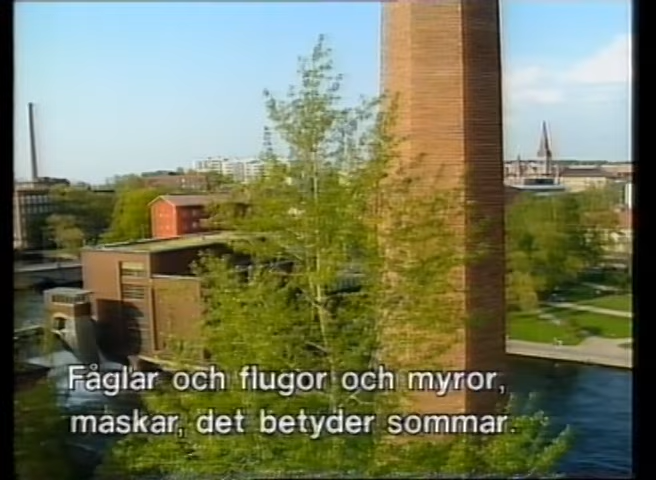 Fåglar och flugor och myror,
maskar, det betyder sommar.